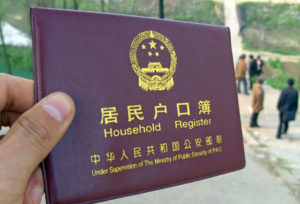 居民户口簿
Household Register
中华人民共和国公安部制
Under Supervision of The Ministry of Public Security of P.R.C